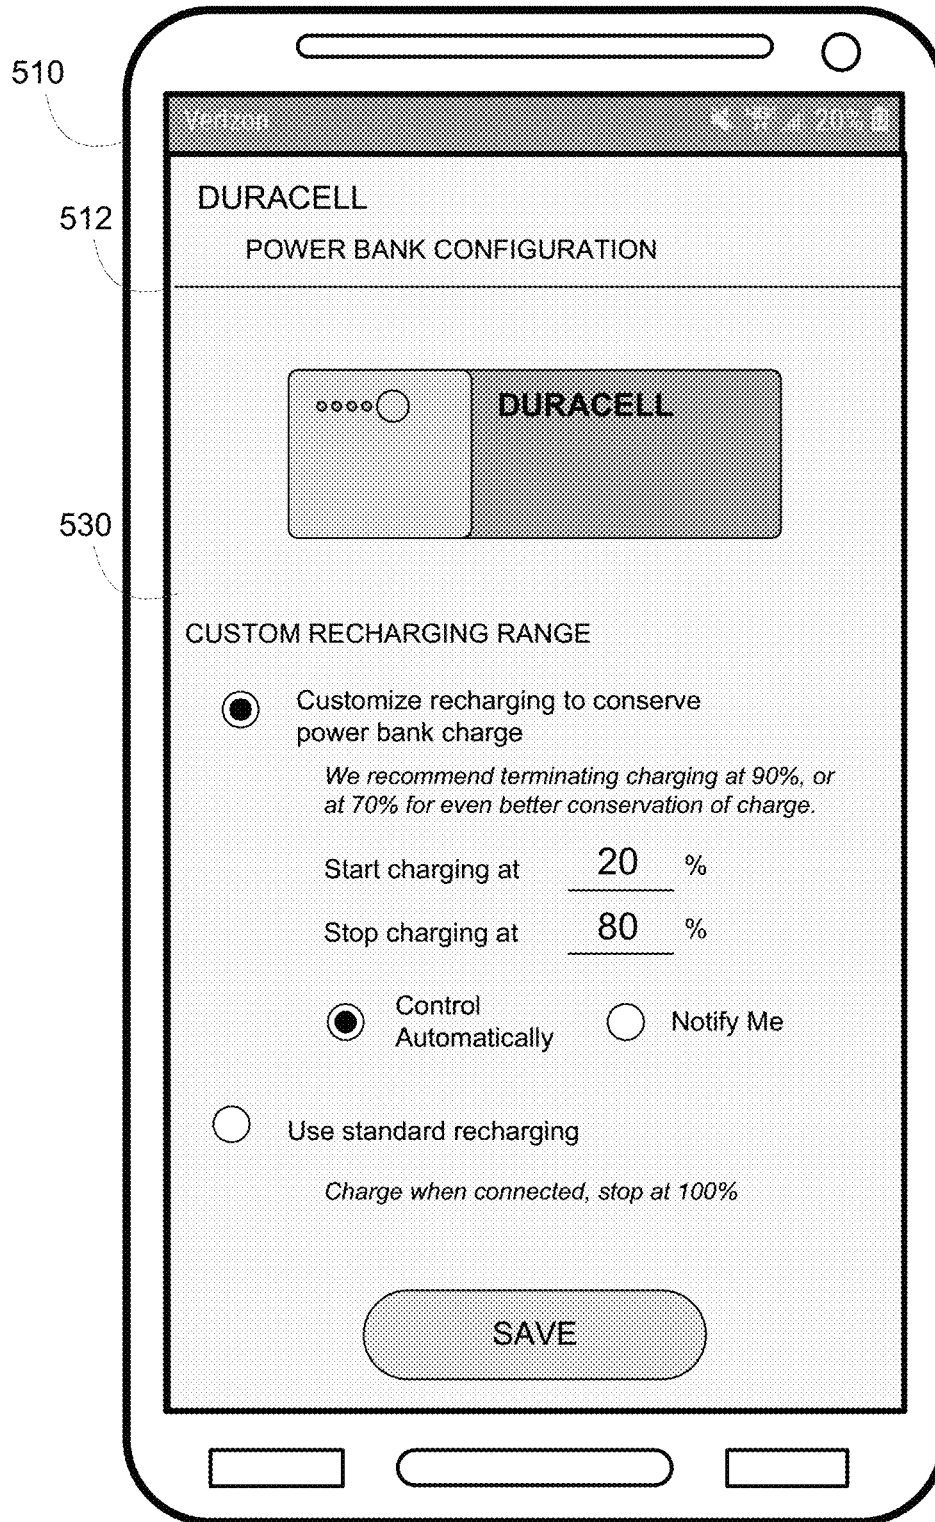 510
Verizon 20%
DURACELL
512
POWER BANK CONFIGURATION
DURACELL
530
CUSTOM RECHARGING RANGE
Customize recharging to conserve
power bank charge
We recommend terminating charging at 90%, or
at 70% for even better conservation of charge.
Start charging at 20 %
Stop charging at 80 %
Control
Automatically
Notify Me
Use standard recharging
Charge when connected, stop at 100%
SAVE